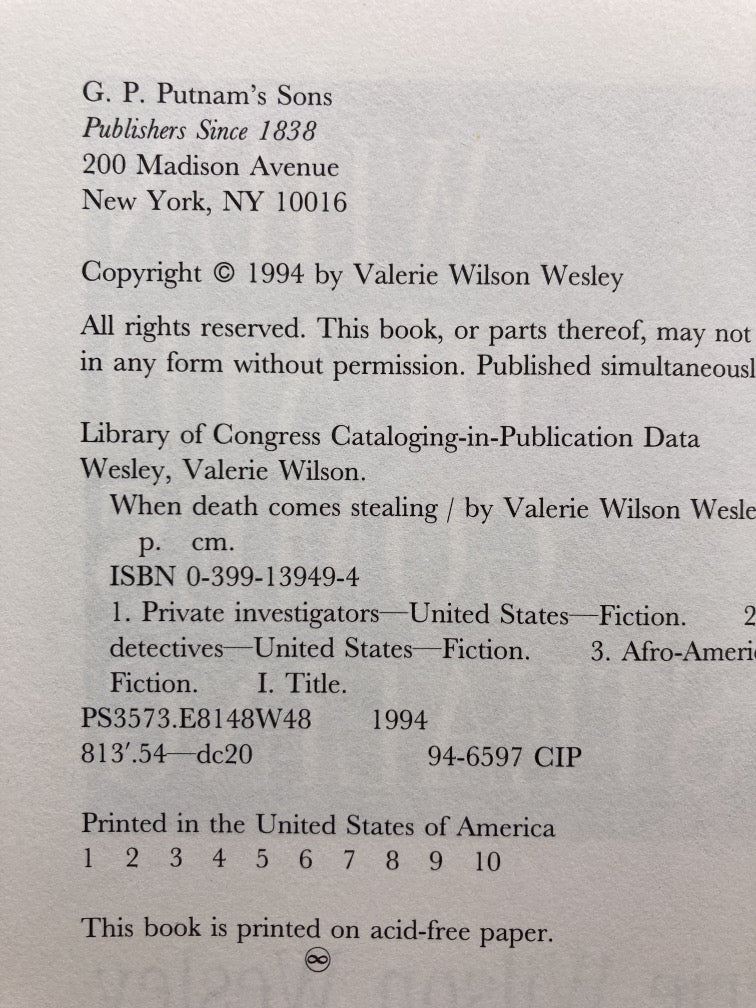 G. P. Putnam's Sons
Publishers Since 1838
200 Madison Avenue
New York, NY 10016
Copyright © 1994 by Valerie Wilson Wesley
All rights reserved. This book, or parts thereof, may not
in any form without permission. Published
Library of Congress Cataloging-in-Publication Data
Wesley, Valerie Wilson.
When death comes stealing / by Valerie Wilson
p. cm.
ISBN 0-399-13949-4
1. Private investigators—United States—Fiction. 2
detectives—United States—Fiction. 3.
Fiction. I. Title.
PS3573.E8148W48 1994
813′.54—dc20 94-6597 CIP
Printed in the United States of America
1 2 3 4 5 6 7 8 9 10
This book is printed on acid-free paper.
♾